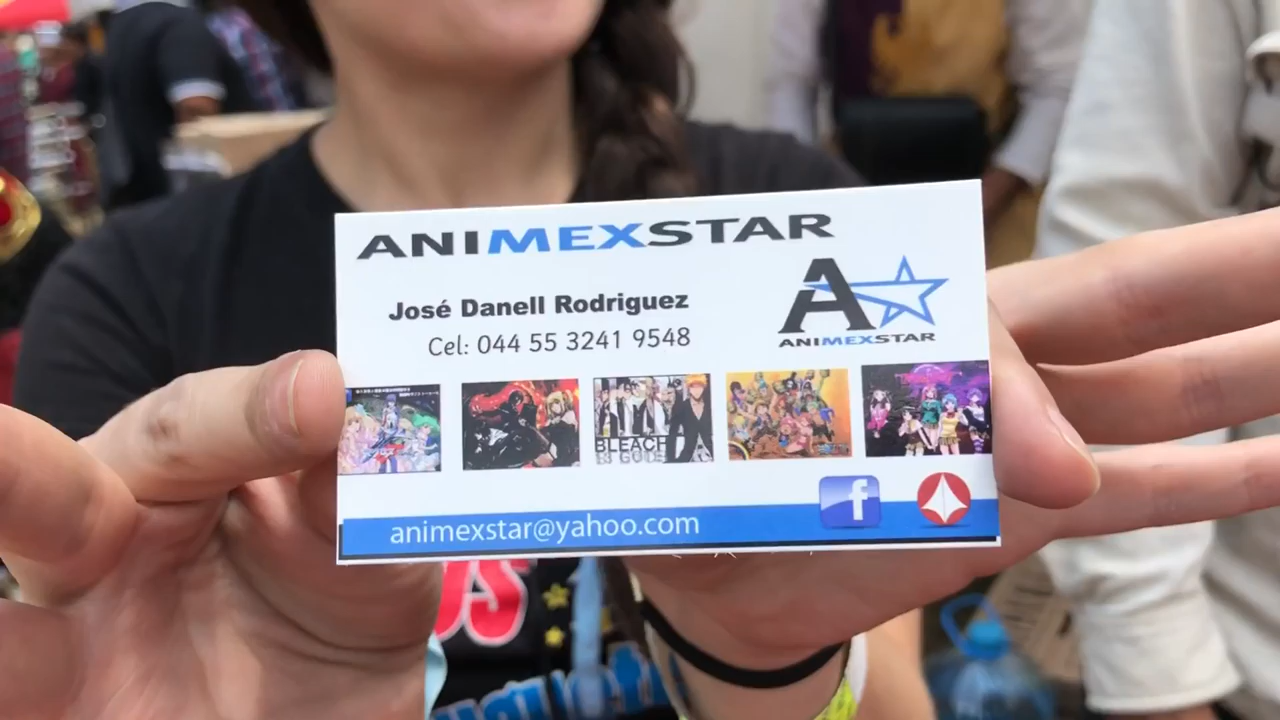 ANIMEXSTAR
José Danell Rodriguez
Cel: 044 55 3241 9548
ANIMEXSTAR
BLEACH
f
animexstar@yahoo.com